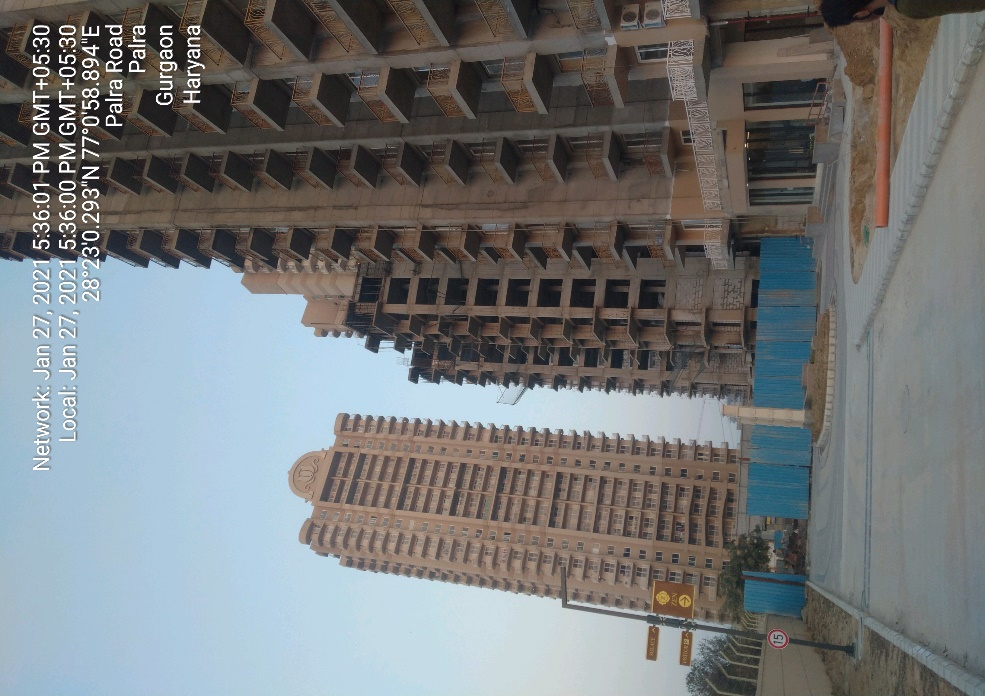 Network: Jan 27, 2021 5:36:01 PM GMT+05:30
Local: Jan 27, 2021 5:36:00 PM GMT+05:30
28°23'0.293"N 77°0'58.894"E
Palra Road
Palra
Gurgaon
Haryana
ZEN
15